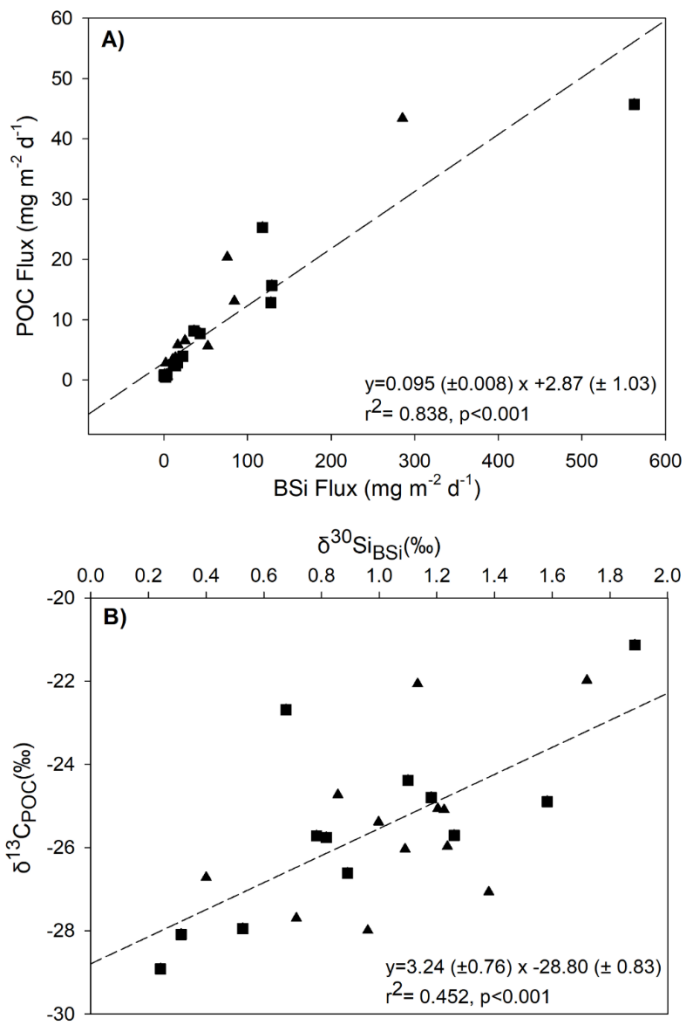 A)
60
50
40
30
20
10
0
POC Flux (mg m⁻² d⁻¹)
y=0.095 (±0.008) x +2.87 (± 1.03)
r²= 0.838, p<0.001
0 100 200 300 400 500 600
BSi Flux (mg m⁻² d⁻¹)
δ³⁰Si_BSi(‰)
0.0 0.2 0.4 0.6 0.8 1.0 1.2 1.4 1.6 1.8 2.0
B)
-20
-22
-24
-26
-28
-30
δ¹³C_POC(‰)
y=3.24 (±0.76) x -28.80 (± 0.83)
r²= 0.452, p<0.001